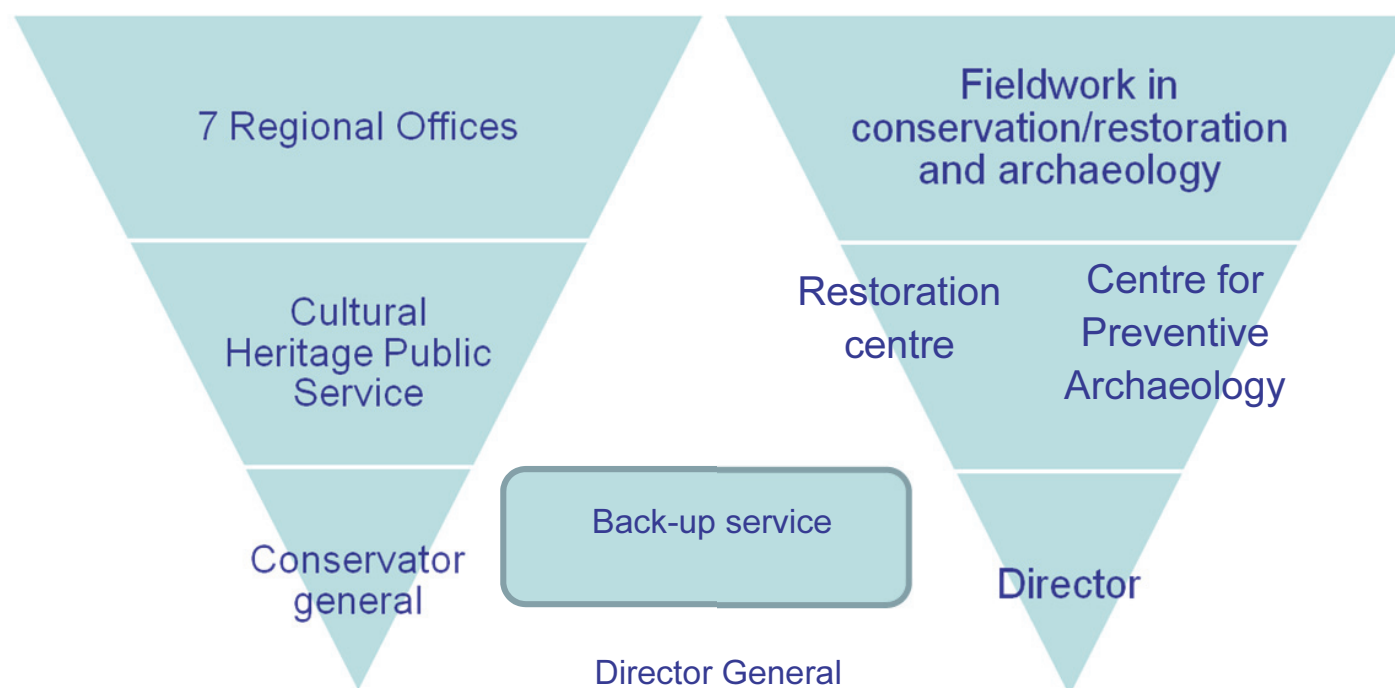 7 Regional Offices
Cultural
Heritage Public
Service
Conservator
general
Fieldwork in
conservation/restoration
and archaeology
Restoration
centre
Centre for
Preventive
Archaeology
Director
Back-up service
Director General